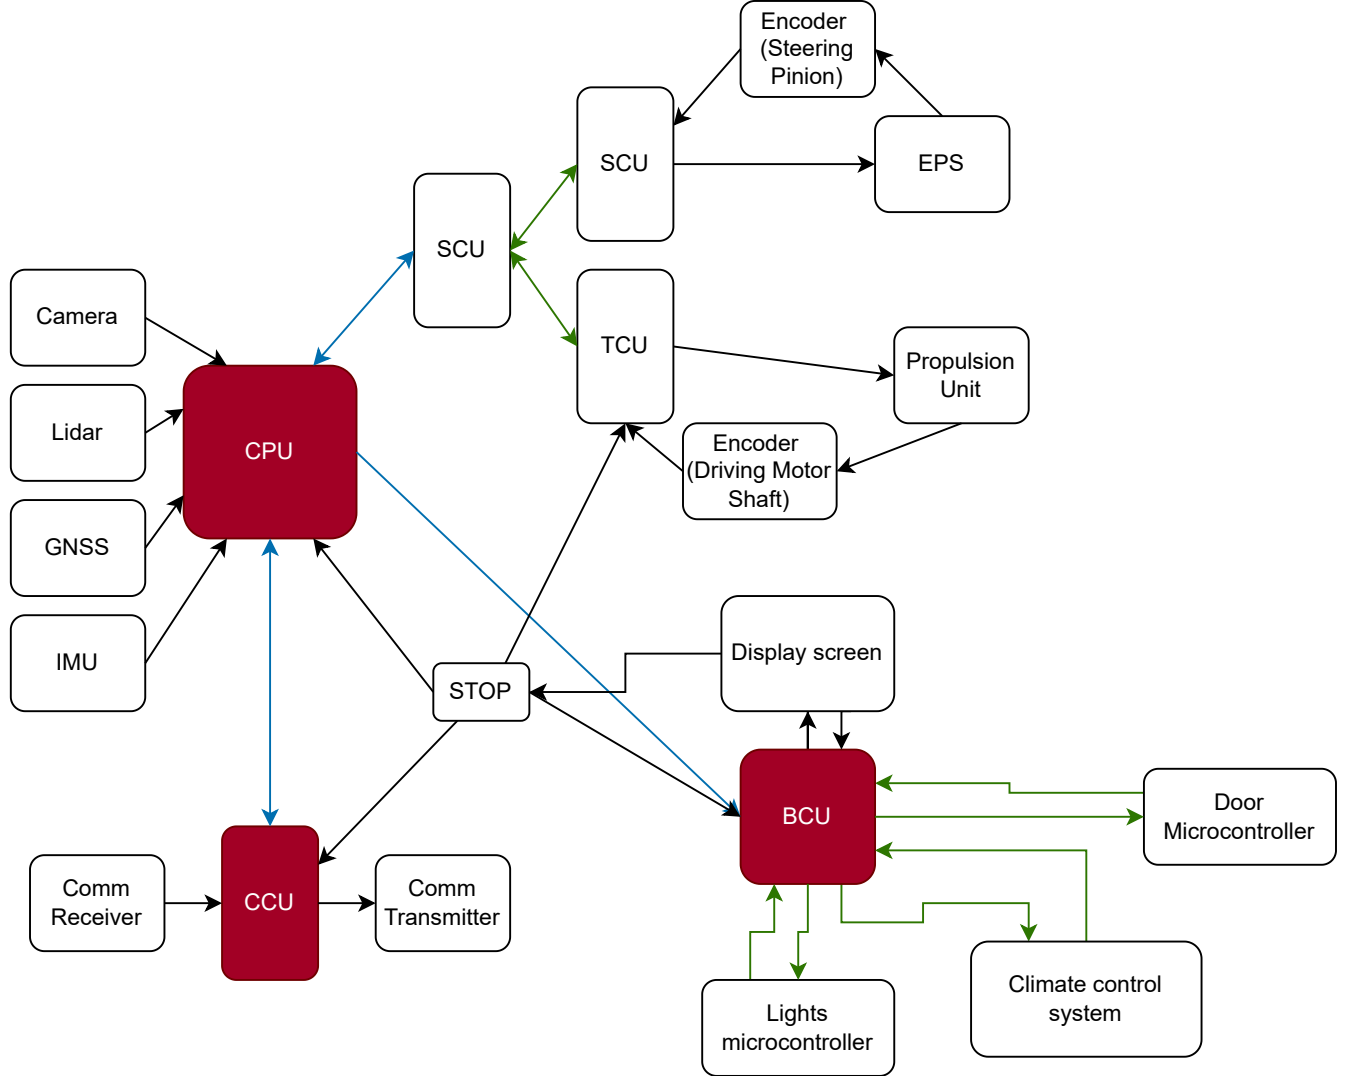 Encoder
(Steering
Pinion)
SCU
EPS
SCU
Camera
TCU
Propulsion
Unit
Lidar
CPU
Encoder
(Driving Motor
Shaft)
GNSS
IMU
Display screen
STOP
Door
Microcontroller
BCU
Comm
Receiver
CCU
Comm
Transmitter
Climate control
system
Lights
microcontroller